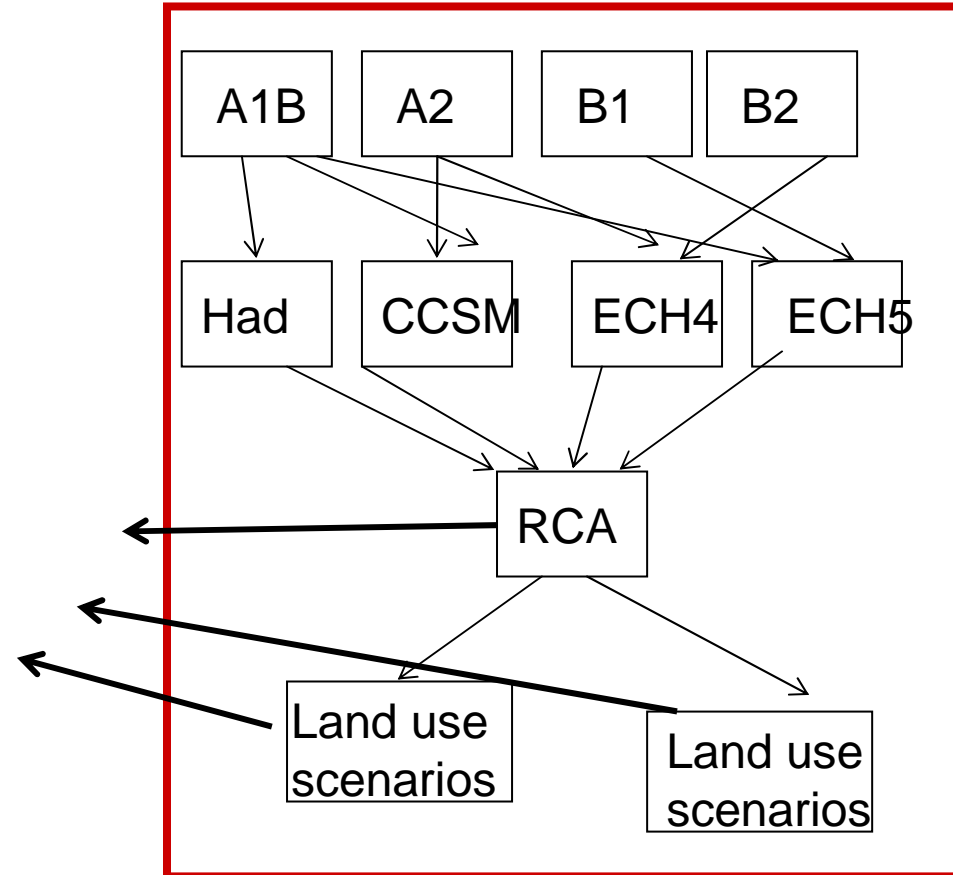 A1B
A2
B1
B2
Had
CCSM
ECH4
ECH5
RCA
Land use
scenarios
Land use
scenarios